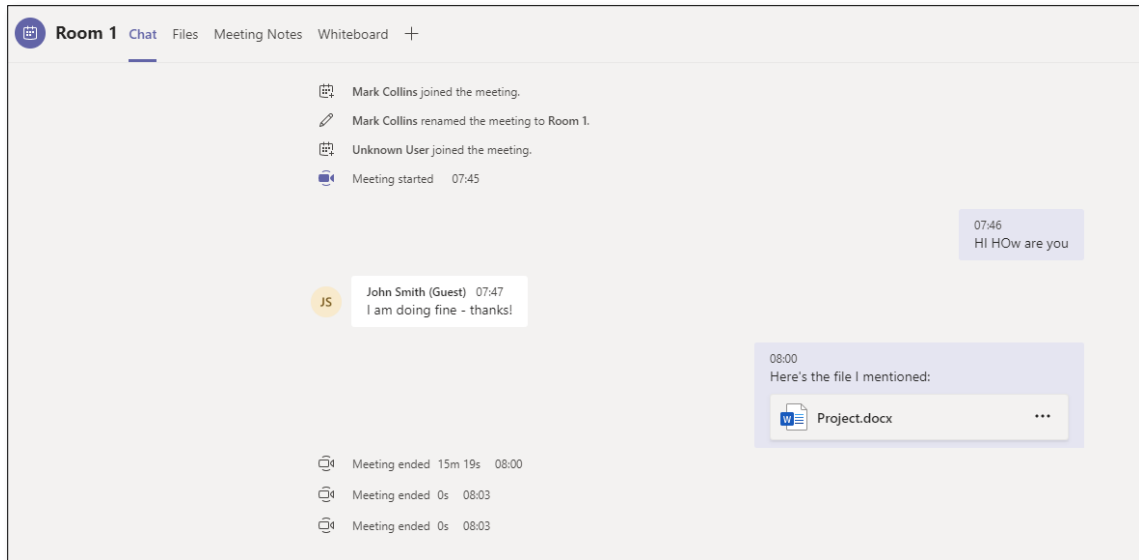 Room 1 Chat Files Meeting Notes Whiteboard +
Mark Collins joined the meeting.
Mark Collins renamed the meeting to Room 1.
Unknown User joined the meeting.
Meeting started 07:45
07:46
HI HOw are you
JS
John Smith (Guest) 07:47
I am doing fine - thanks!
08:00
Here's the file I mentioned:
W Project.docx ...
Meeting ended 15m 19s 08:00
Meeting ended 0s 08:03
Meeting ended 0s 08:03